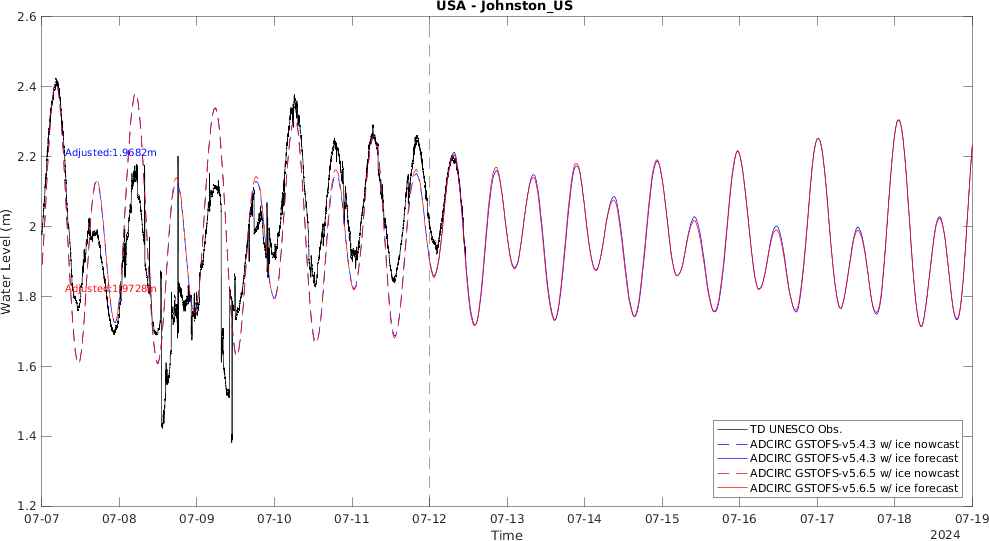 USA - Johnston_US
2.6
2.4
2.2
2
1.8
1.6
1.4
1.2
Water Level (m)
Adjusted:1.9682m
Adjusted:1.9728m
TD UNESCO Obs.
ADCIRC GSTOFS-v5.4.3 w/ ice nowcast
ADCIRC GSTOFS-v5.4.3 w/ ice forecast
ADCIRC GSTOFS-v5.6.5 w/ ice nowcast
ADCIRC GSTOFS-v5.6.5 w/ ice forecast
07-07 07-08 07-09 07-10 07-11 07-12 07-13 07-14 07-15 07-16 07-17 07-18 07-19
Time
2024